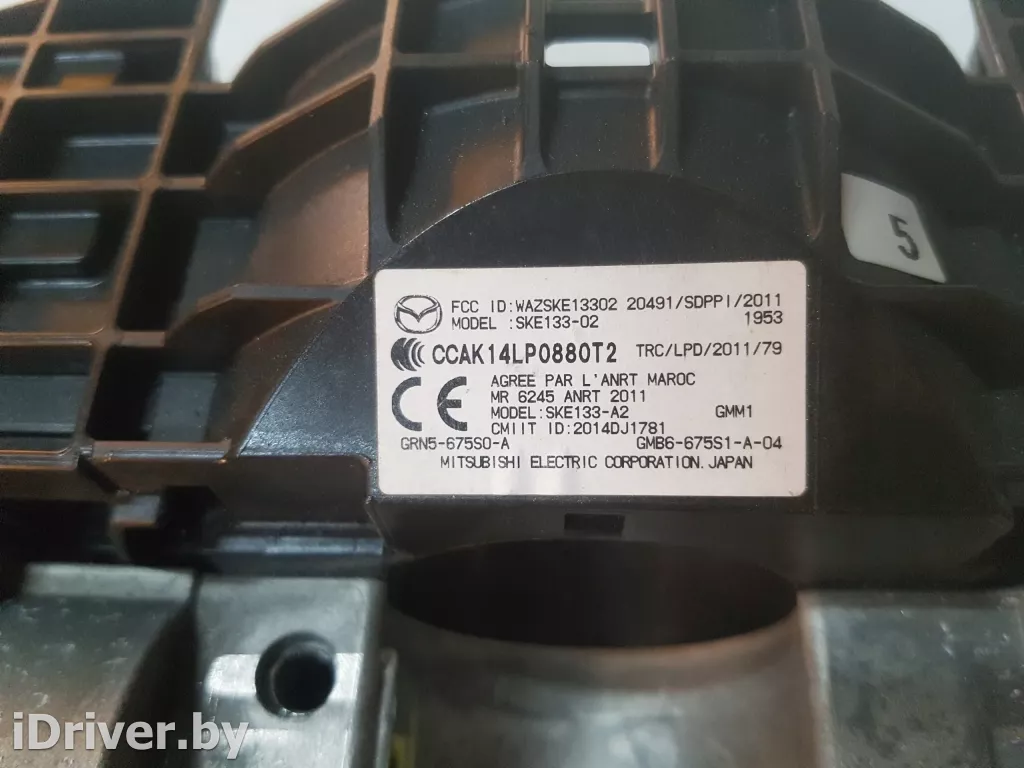 5
FCC ID:WAZSKE13302 20491/SDPPI/2011
MODEL :SKE133-02 1953
CCAK14LP0880T2 TRC/LPD/2011/79
CE
AGREE PAR L'ANRT MAROC
MR 6245 ANRT 2011
MODEL:SKE133-A2 GMM1
CMIIT ID:2014DJ1781
GRN5-675S0-A GMB6-675S1-A-04
MITSUBISHI ELECTRIC CORPORATION. JAPAN
iDriver.by